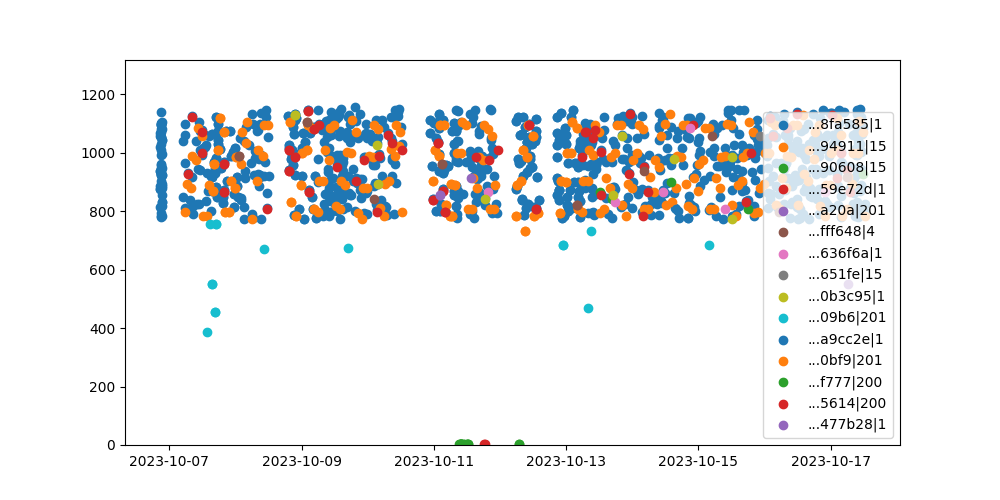 1200
1000
800
600
400
200
0
2023-10-07 2023-10-09 2023-10-11 2023-10-13 2023-10-15 2023-10-17
...8fa585|1
...94911|15
...90608|15
...59e72d|1
...a20a|201
...fff648|4
...636f6a|1
...651fe|15
...0b3c95|1
...09b6|201
...a9cc2e|1
...0bf9|201
...f777|200
...5614|200
...477b28|1